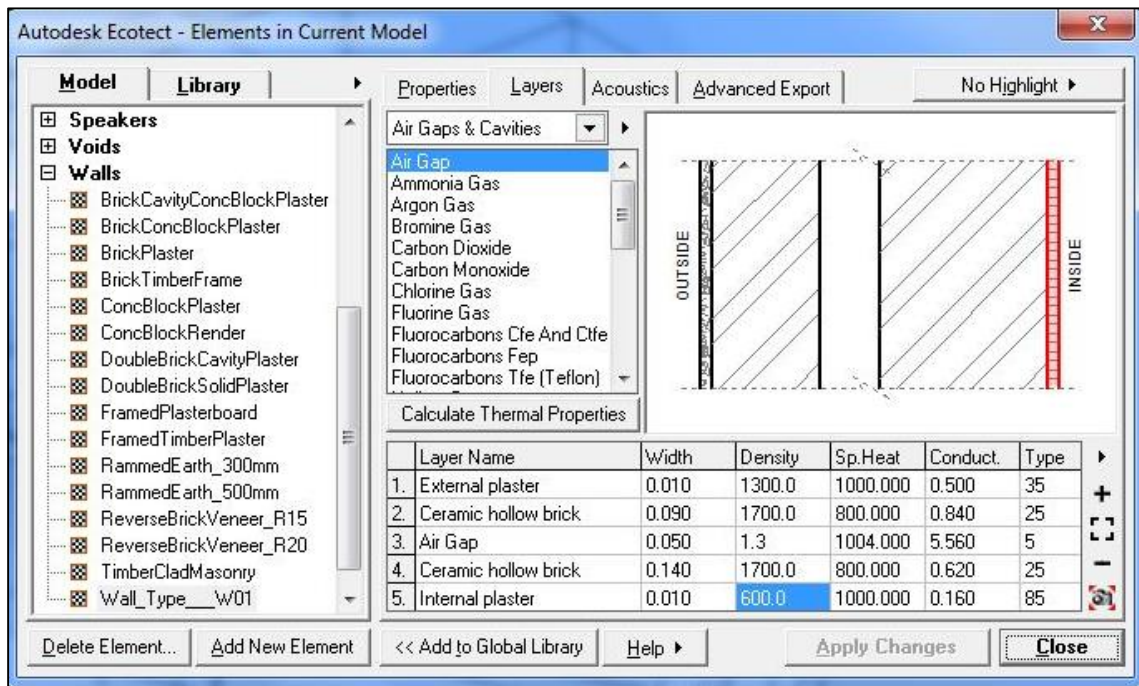 Autodesk Ecotect - Elements in Current Model
Model Library
Speakers
Voids
Walls
BrickCavityConcBlockPlaster
BrickConcBlockPlaster
BrickPlaster
BrickTimberFrame
ConcBlockPlaster
ConcBlockRender
DoubleBrickCavityPlaster
DoubleBrickSolidPlaster
FramedPlasterboard
FramedTimberPlaster
RammedEarth_300mm
RammedEarth_500mm
ReverseBrickVeneer_R15
ReverseBrickVeneer_R20
TimberCladMasonry
Wall_Type___W01
Delete Element... Add New Element
Properties Layers Acoustics Advanced Export No Highlight
Air Gaps & Cavities
Air Gap
Ammonia Gas
Argon Gas
Bromine Gas
Carbon Dioxide
Carbon Monoxide
Chlorine Gas
Fluorine Gas
Fluorocarbons Cfe And Ctfe
Fluorocarbons Fep
Fluorocarbons Tfe (Teflon)
Calculate Thermal Properties
OUTSIDE
INSIDE
Layer Name Width Density Sp.Heat Conduct. Type
1. External plaster 0.010 1300.0 1000.000 0.500 35
2. Ceramic hollow brick 0.090 1700.0 800.000 0.840 25
3. Air Gap 0.050 1.3 1004.000 5.560 5
4. Ceramic hollow brick 0.140 1700.0 800.000 0.620 25
5. Internal plaster 0.010 600.0 1000.000 0.160 85
<< Add to Global Library Help Apply Changes Close